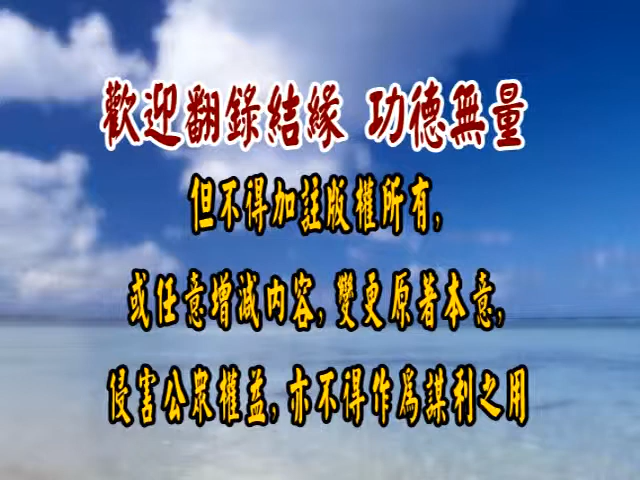 歡迎翻錄結緣 功德無量
但不得加註版權所有,
或任意增減內容,變更原著本意,
侵害公眾權益,亦不得作為謀利之用